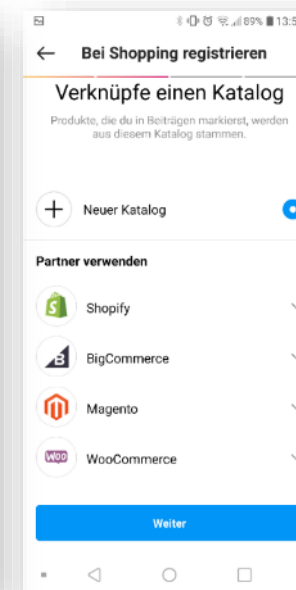 89% 13:5
Bei Shopping registrieren
Verknüpfe einen Katalog
Produkte, die du in Beiträgen markierst, werden
aus diesem Katalog stammen.
Neuer Katalog
Partner verwenden
Shopify
BigCommerce
Magento
WOO
WooCommerce
Weiter